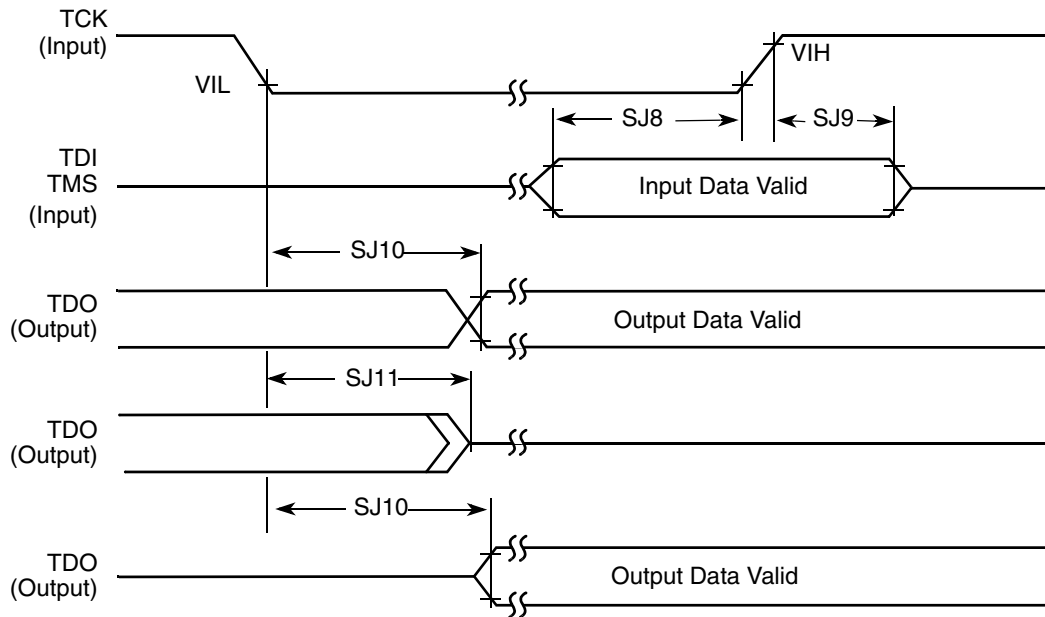 TCK
(Input)
VIL
VIH
SJ8
SJ9
TDI
TMS
(Input)
Input Data Valid
SJ10
TDO
(Output)
Output Data Valid
SJ11
TDO
(Output)
SJ10
TDO
(Output)
Output Data Valid